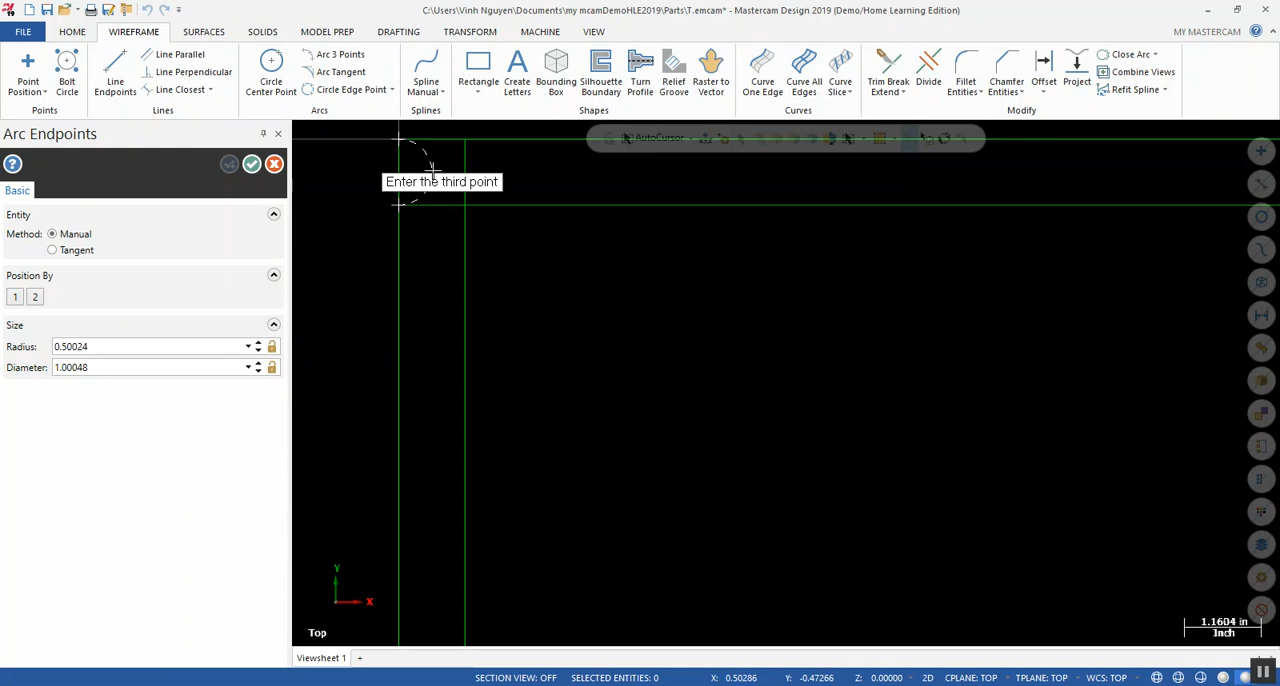 C:\Users\Vinh Nguyen\Documents\my mcamDemoHLE2019\Parts\T.emcam* - Mastercam Design 2019 (Demo/Home Learning Edition)
FILE HOME WIREFRAME SURFACES SOLIDS MODEL PREP DRAFTING TRANSFORM MACHINE VIEW MY MASTERCAM
Point Position
Bolt Circle
Points
Line Endpoints
Line Parallel
Line Perpendicular
Line Closest
Lines
Circle Center Point
Arc 3 Points
Arc Tangent
Circle Edge Point
Arcs
Spline Manual
Splines
Rectangle
Create Letters
Bounding Box
Silhouette Boundary
Turn Profile
Relief Groove
Raster to Vector
Shapes
Curve One Edge
Curve All Edges
Curve Slice
Curves
Trim Break Extend
Divide
Fillet Entities
Chamfer Entities
Offset
Project
Close Arc
Combine Views
Refit Spline
Modify
Arc Endpoints
Basic
Entity
Method: Manual
Tangent
Position By
1 2
Size
Radius: 0.50024
Diameter: 1.00048
AutoCursor
Enter the third point
Y
X
Top
1.1604 in
Inch
Viewsheet 1 +
SECTION VIEW: OFF SELECTED ENTITIES: 0 X: 0.50286 Y: -0.47266 Z: 0.00000 2D CPLANE: TOP TPLANE: TOP WCS: TOP